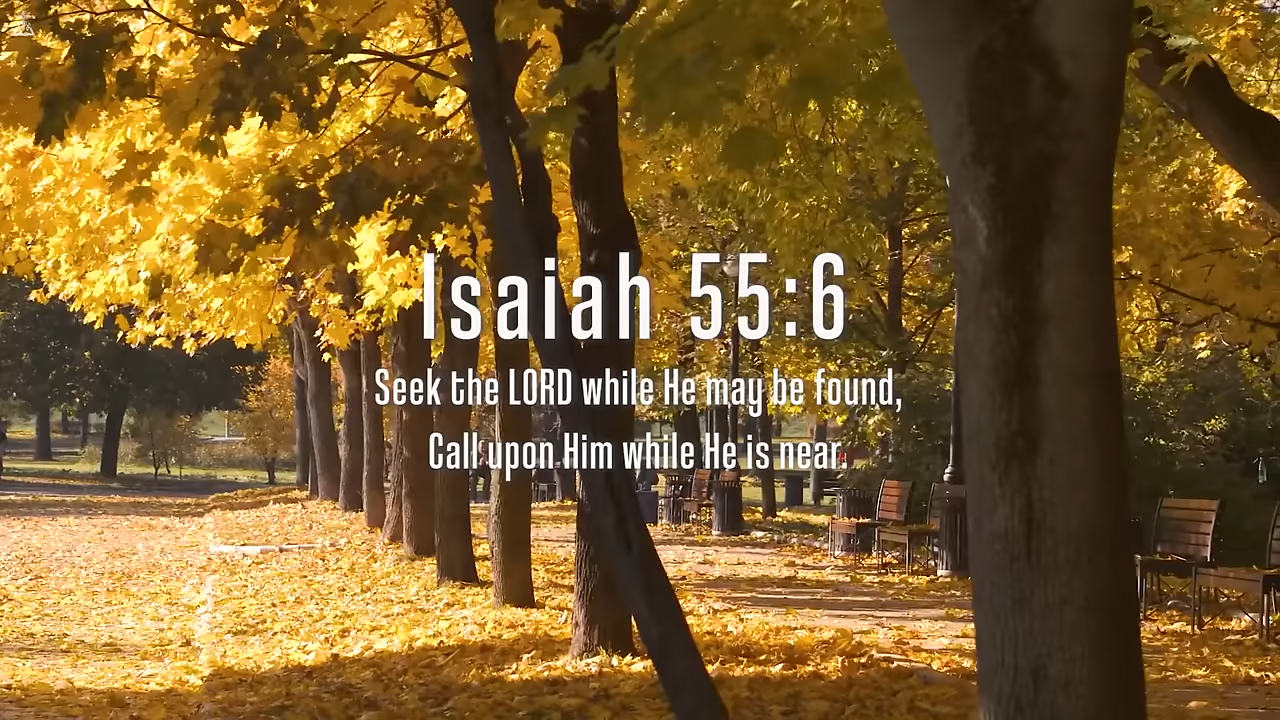 Isaiah 55:6
Seek the LORD while He may be found,
Call upon Him while He is near.